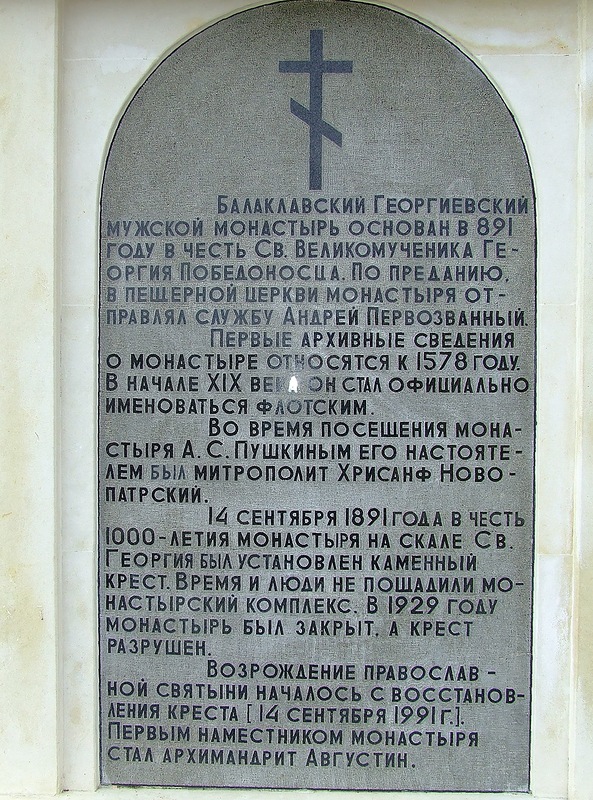 Балаклавский Георгиевский
мужской монастырь основан в 891
году в честь Св. Великомученика Ге-
оргия Победоносца. По преданию,
в пещерной церкви монастыря от-
правлял службу Андрей Первозванный.
Первые архивные сведения
о монастыре относятся к 1578 году.
В начале XIX века он стал официально
именоваться флотским.
Во время посещения мона-
стыря А. С. Пушкиным его настояте-
лем был митрополит Хрисанф Ново-
патрский.
14 сентября 1891 года в честь
1000-летия монастыря на скале Св.
Георгия был установлен каменный
крест. Время и люди не пощадили мо-
настырский комплекс. В 1929 году
монастырь был закрыт, а крест
разрушен.
Возрождение православ-
ной святыни началось с восстанов-
ления креста [14 сентября 1991 г.].
Первым наместником монастыря
стал архимандрит Августин.